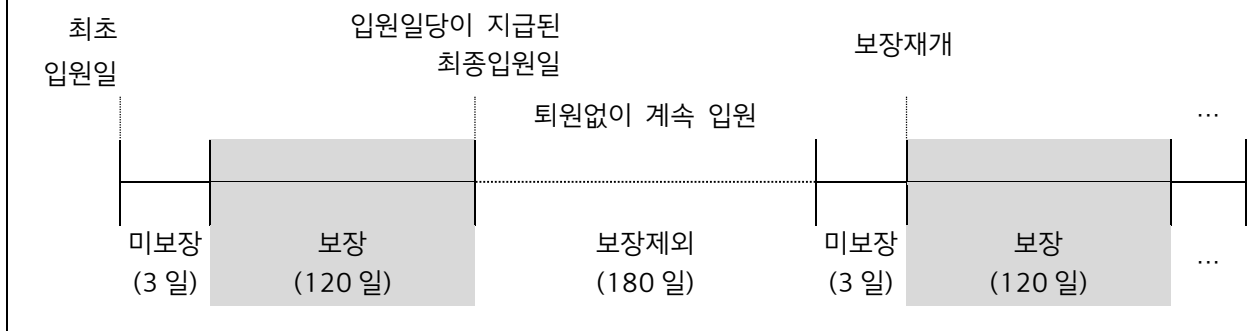 최초
입원일
입원일당이 지급된
최종입원일
보장재개
퇴원없이 계속 입원
…
미보장
(3 일)
보장
(120 일)
보장제외
(180 일)
미보장
(3 일)
보장
(120 일)
…